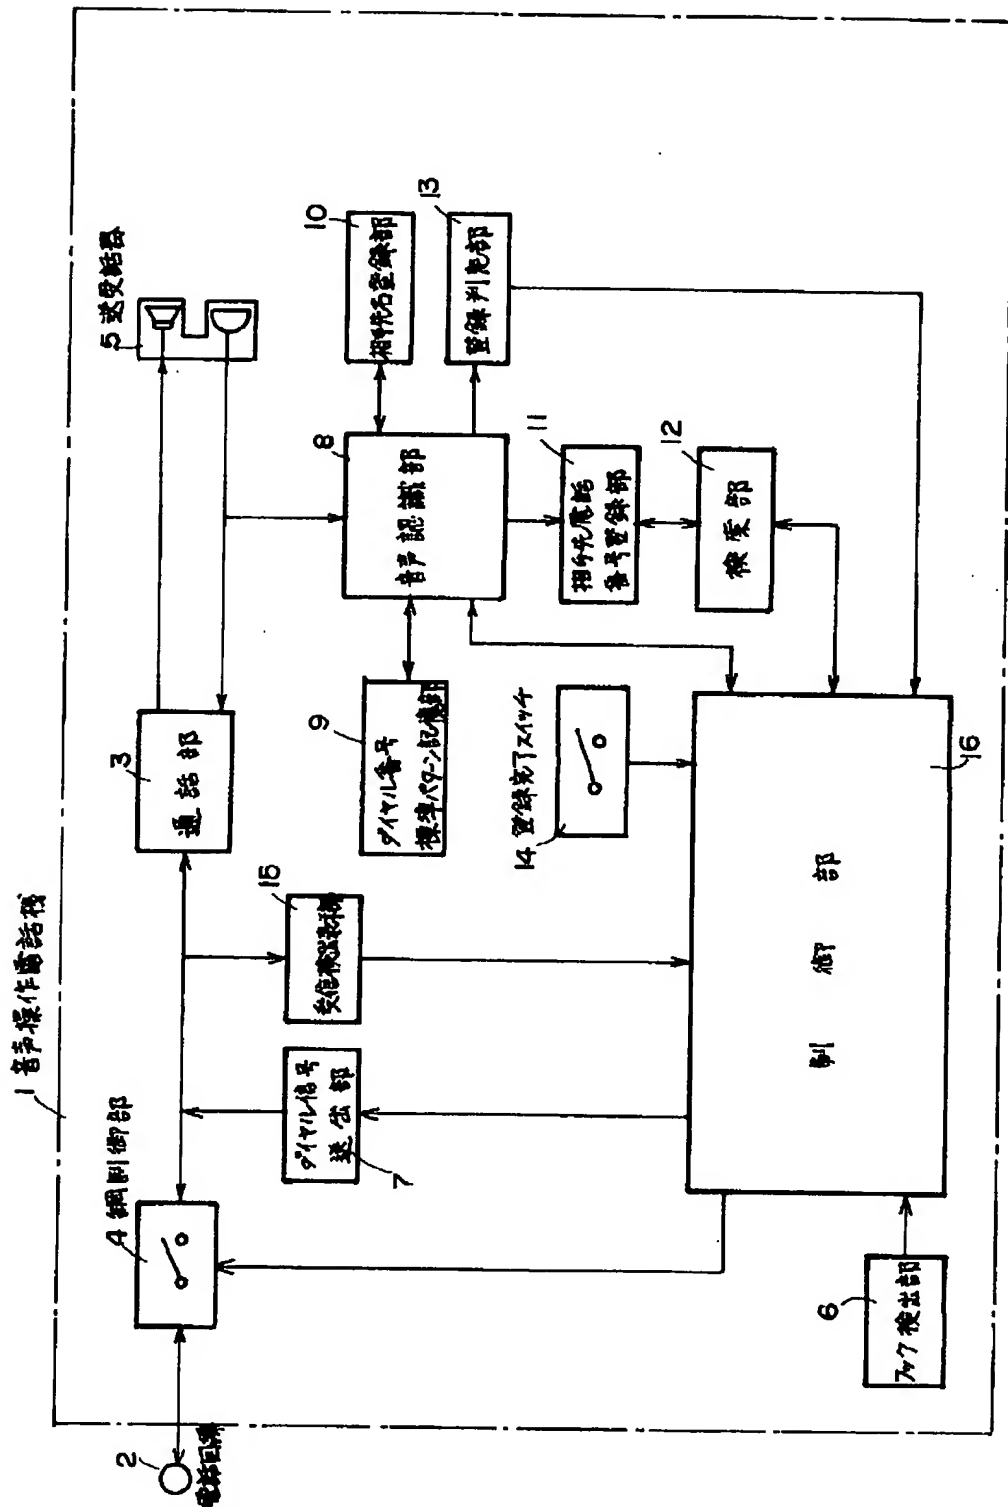 1 音声操作電話機
2
電話回線
4 網制御部
3
通話部
5 送受話器
7
ダイヤル信号
送出部
15
受信検出表示部
9
ダイヤル番号
標準パターン記憶部
8
音声認識部
10
相手先名登録部
13
登録判定部
11
相手先電話
番号登録部
12
検索部
14 登録完了スイッチ
6
フック検出部
16
制御部